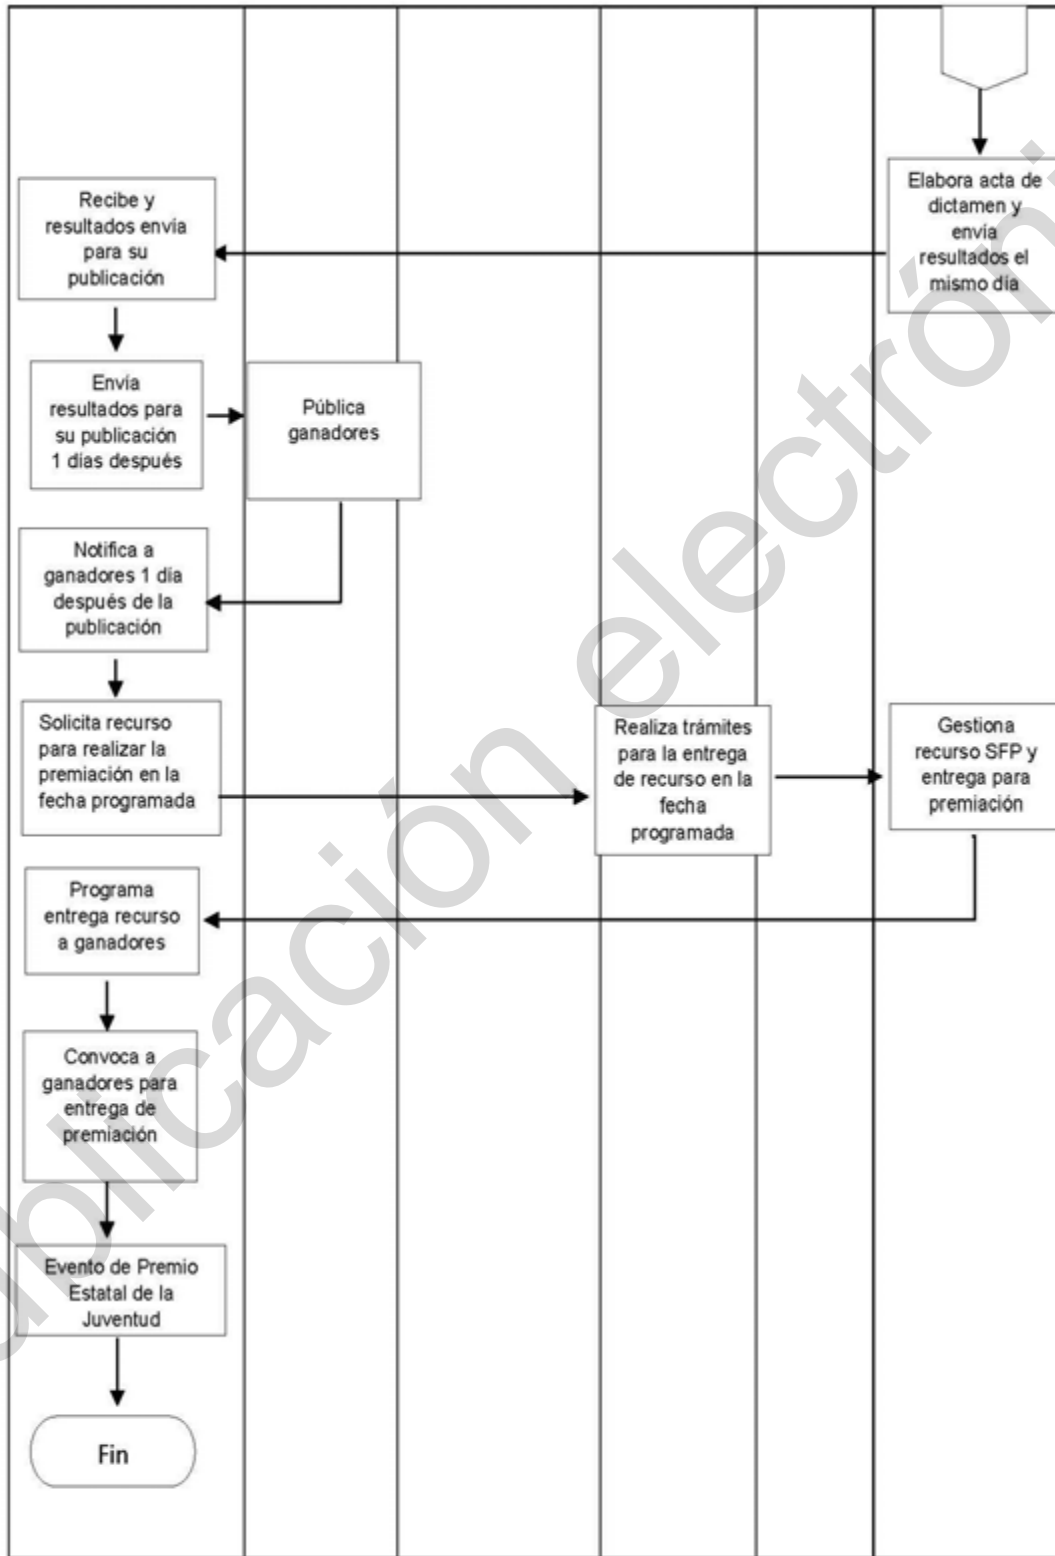 Elabora acta de
dictamen y
envía
resultados el
mismo día
Recibe y
resultados envía
para su
publicación
Envía
resultados para
su publicación
1 días después
Pública
ganadores
Notifica a
ganadores 1 día
después de la
publicación
Solicita recurso
para realizar la
premiación en la
fecha programada
Realiza trámites
para la entrega
de recurso en la
fecha
programada
Gestiona
recurso SFP y
entrega para
premiación
Programa
entrega recurso
a ganadores
Convoca a
ganadores para
entrega de
premiación
Evento de Premio
Estatal de la
Juventud
Fin